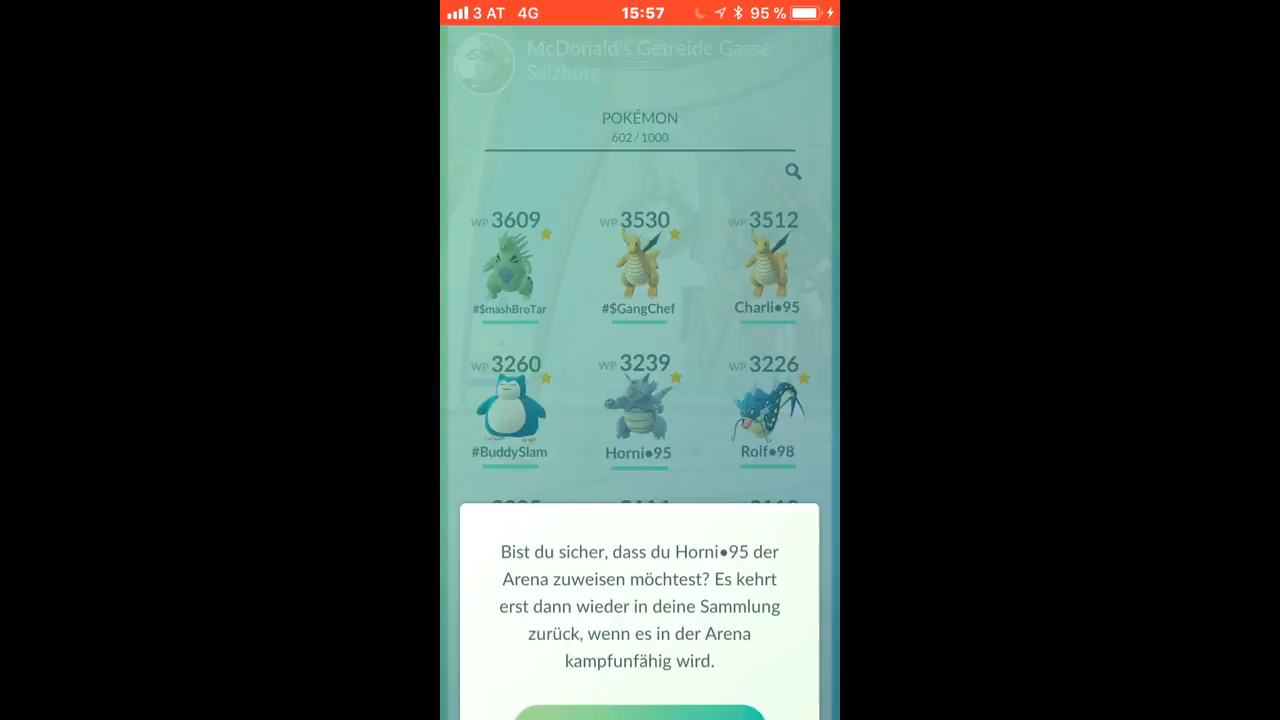 3 AT 4G 15:57 95 %
McDonald's Getreide Gasse
Salzburg
POKÉMON
602 / 1000
WP 3609 WP 3530 WP 3512
#$mashBroTar #$GangChef Charli●95
WP 3260 WP 3239 WP 3226
#BuddySlam Horni●95 Rolf●98
Bist du sicher, dass du Horni●95 der
Arena zuweisen möchtest? Es kehrt
erst dann wieder in deine Sammlung
zurück, wenn es in der Arena
kampfunfähig wird.